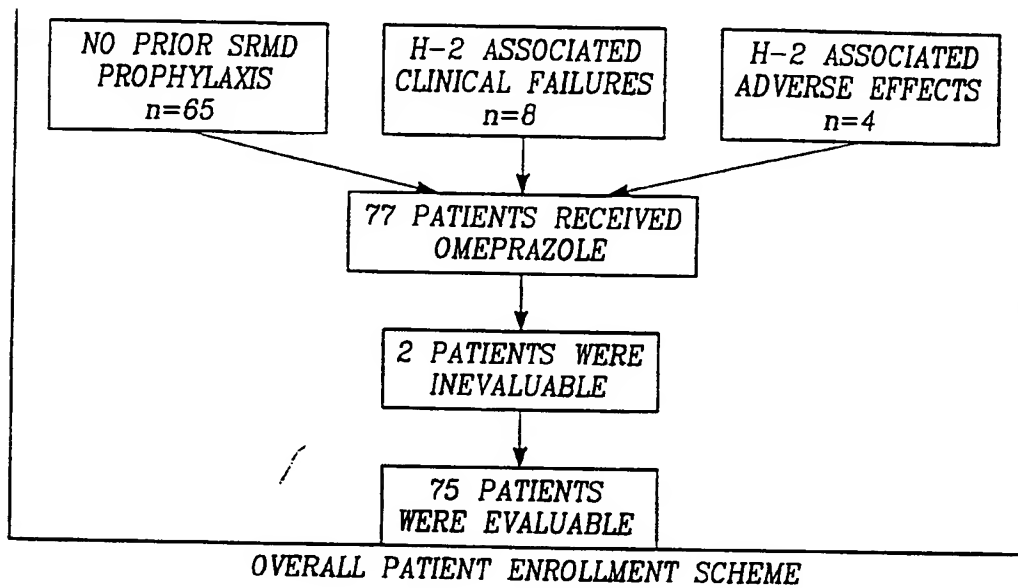 NO PRIOR SRMD
PROPHYLAXIS
n=65
H-2 ASSOCIATED
CLINICAL FAILURES
n=8
H-2 ASSOCIATED
ADVERSE EFFECTS
n=4
77 PATIENTS RECEIVED
OMEPRAZOLE
2 PATIENTS WERE
INEVALUABLE
75 PATIENTS
WERE EVALUABLE
OVERALL PATIENT ENROLLMENT SCHEME